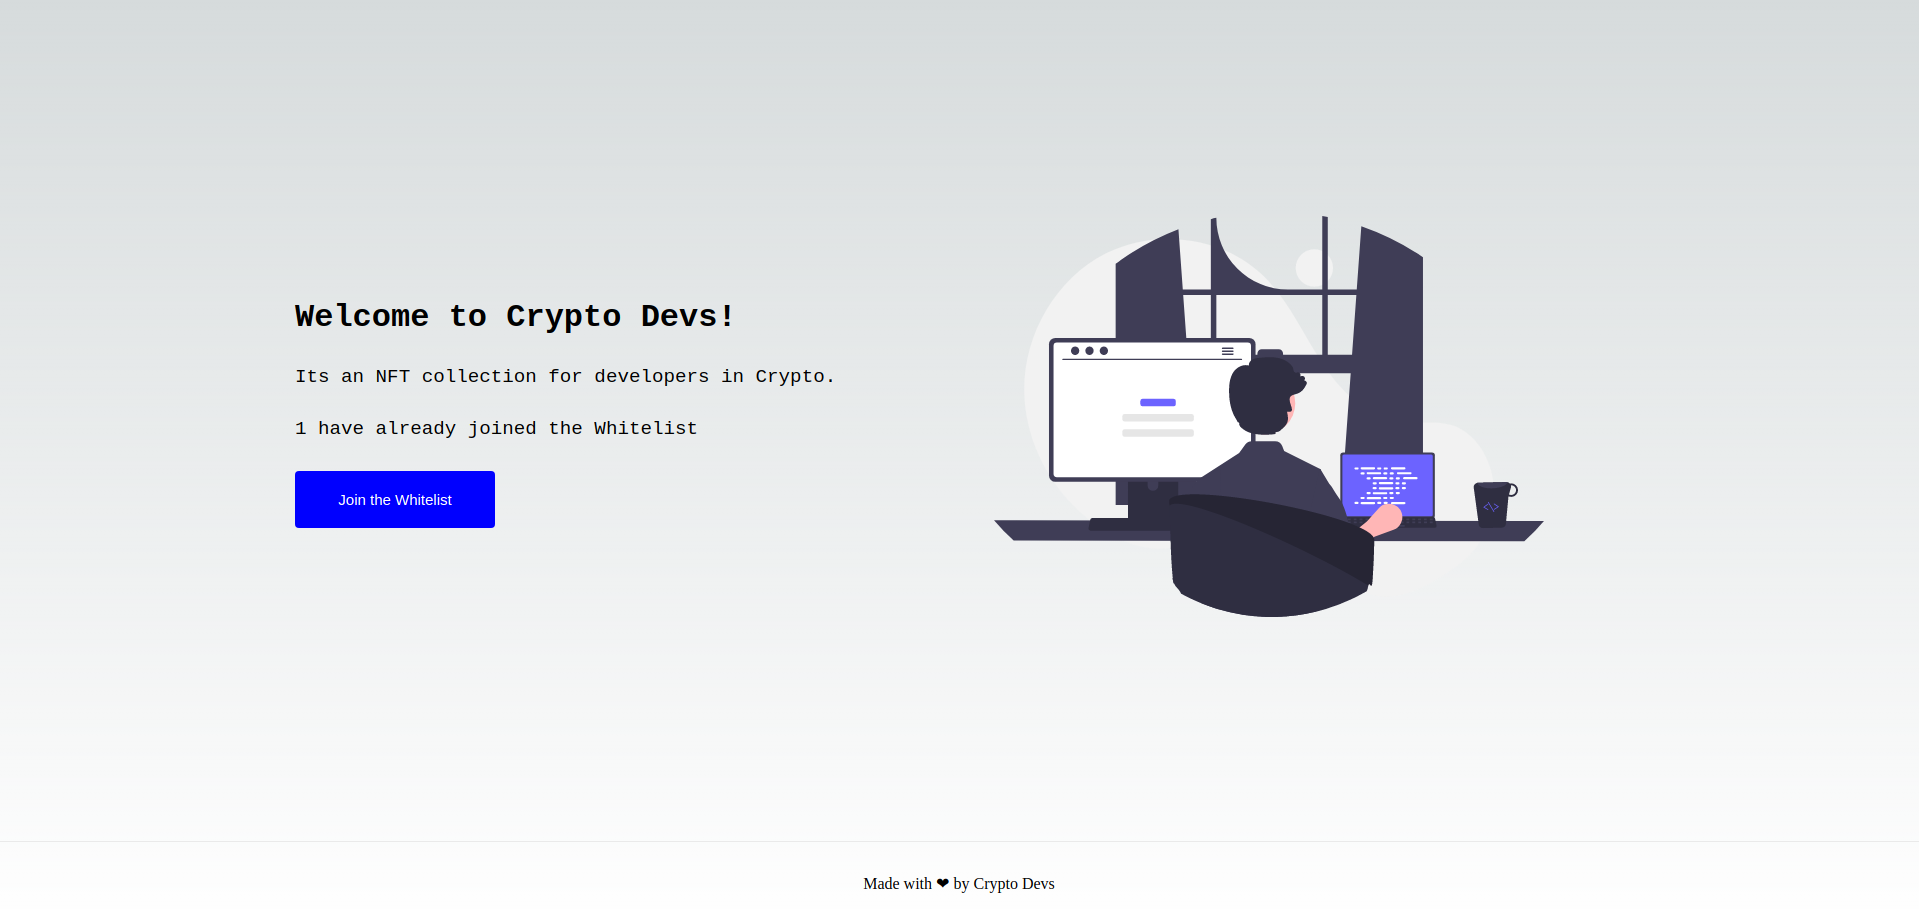 Welcome to Crypto Devs!
Its an NFT collection for developers in Crypto.
1 have already joined the Whitelist
Join the Whitelist
</>
Made with ❤ by Crypto Devs